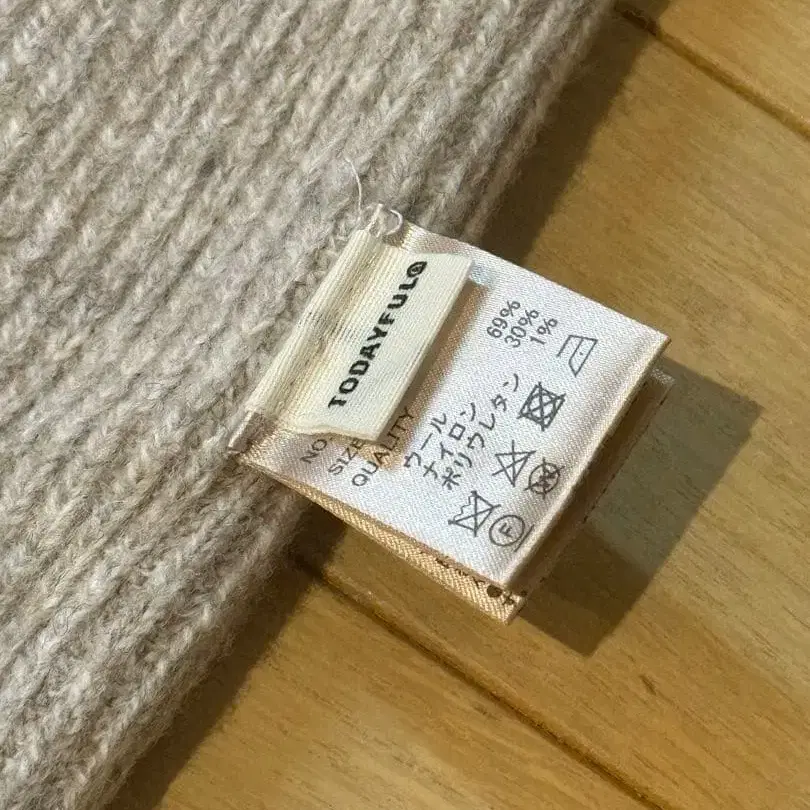 TODAYFUL
NO
SIZE
QUALITY
ウール 69%
ナイロン 30%
ポリウレタン 1%
F